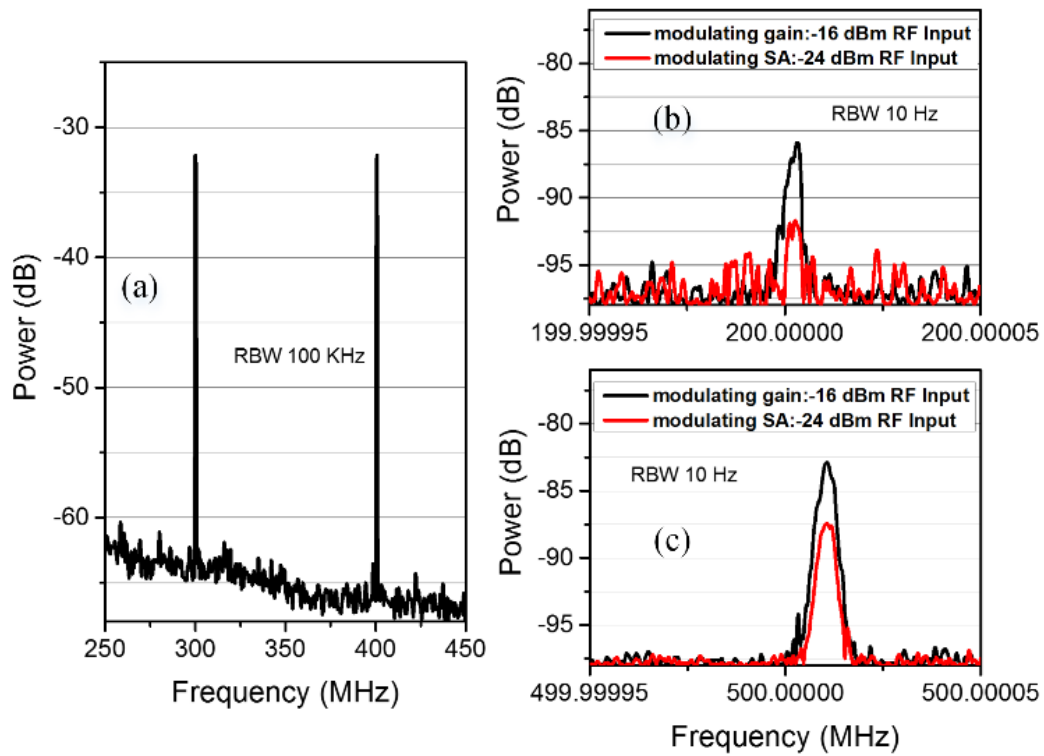 -30
-40
-50
-60
Power (dB)
(a)
RBW 100 KHz
250 300 350 400 450
Frequency (MHz)
modulating gain:-16 dBm RF Input
modulating SA:-24 dBm RF Input
(b)
RBW 10 Hz
-80
-85
-90
-95
Power (dB)
199.99995 200.00000 200.00005
modulating gain:-16 dBm RF Input
modulating SA:-24 dBm RF Input
RBW 10 Hz
(c)
-80
-85
-90
-95
Power (dB)
499.99995 500.00000 500.00005
Frequency (MHz)